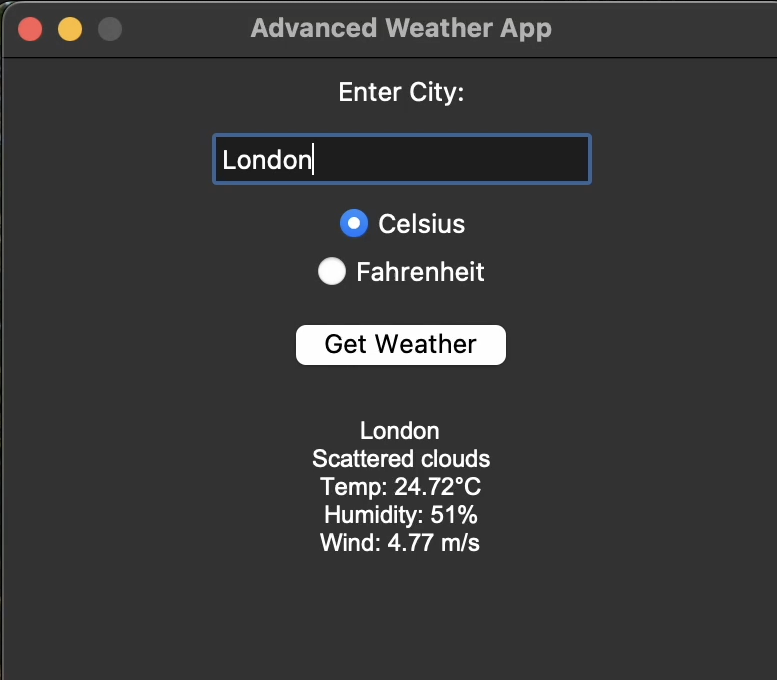 Advanced Weather App
Enter City:
London
Celsius
Fahrenheit
Get Weather
London
Scattered clouds
Temp: 24.72°C
Humidity: 51%
Wind: 4.77 m/s